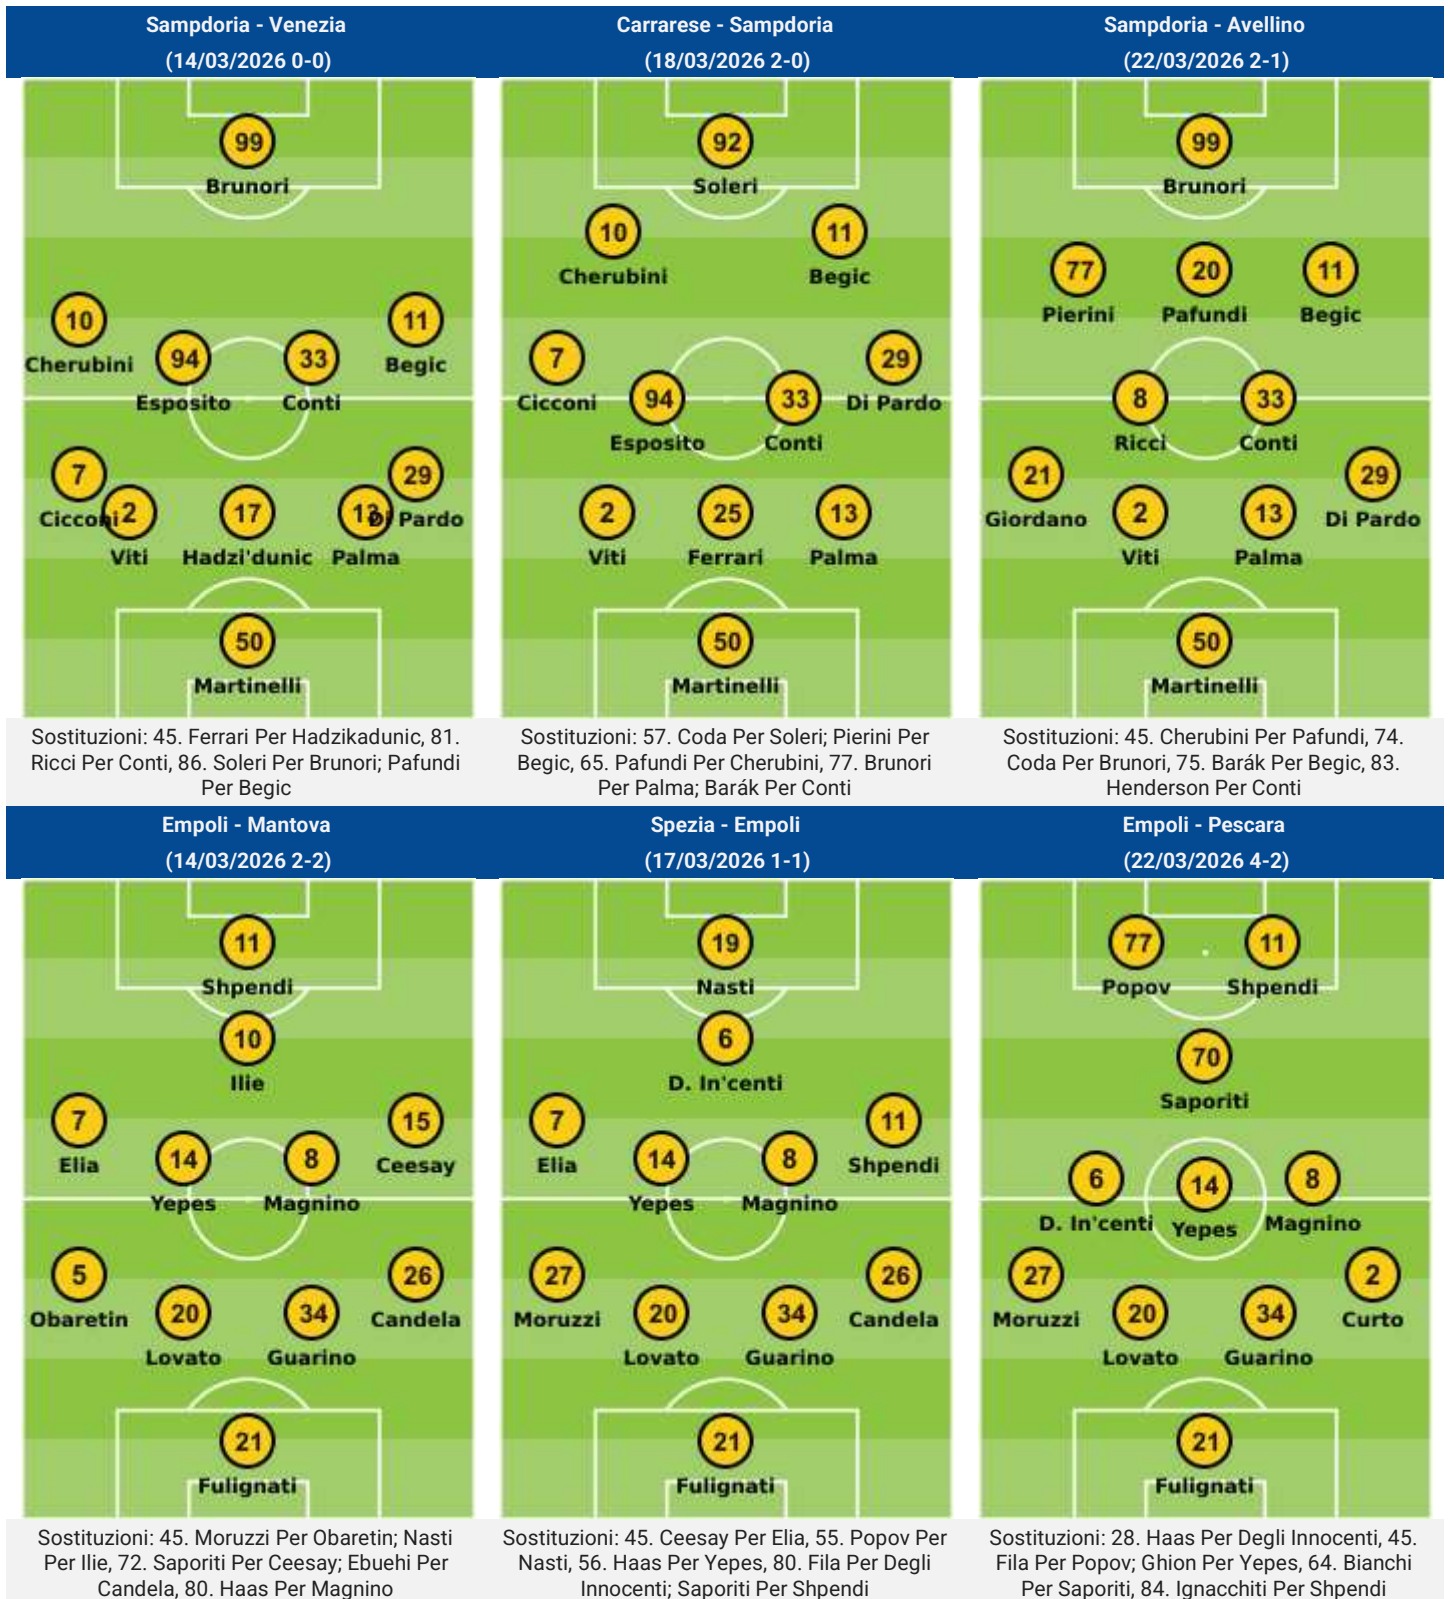 Sampdoria - Venezia
(14/03/2026 0-0)
99
Brunori
10
Cherubini
94
Esposito
33
Conti
11
Begic
7
Cicconi
2
Viti
17
Hadzi'dunic
13
Palma
29
Di Pardo
50
Martinelli
Sostituzioni: 45. Ferrari Per Hadzikadunic, 81.
Ricci Per Conti, 86. Soleri Per Brunori; Pafundi
Per Begic
Carrarese - Sampdoria
(18/03/2026 2-0)
92
Soleri
10
Cherubini
11
Begic
7
Cicconi
94
Esposito
33
Conti
29
Di Pardo
2
Viti
25
Ferrari
13
Palma
50
Martinelli
Sostituzioni: 57. Coda Per Soleri; Pierini Per
Begic, 65. Pafundi Per Cherubini, 77. Brunori
Per Palma; Barák Per Conti
Sampdoria - Avellino
(22/03/2026 2-1)
99
Brunori
77
Pierini
20
Pafundi
11
Begic
8
Ricci
33
Conti
21
Giordano
2
Viti
13
Palma
29
Di Pardo
50
Martinelli
Sostituzioni: 45. Cherubini Per Pafundi, 74.
Coda Per Brunori, 75. Barák Per Begic, 83.
Henderson Per Conti
Empoli - Mantova
(14/03/2026 2-2)
11
Shpendi
10
Ilie
7
Elia
14
Yepes
8
Magnino
15
Ceesay
5
Obaretin
20
Lovato
34
Guarino
26
Candela
21
Fulignati
Sostituzioni: 45. Moruzzi Per Obaretin; Nasti
Per Ilie, 72. Saporiti Per Ceesay; Ebuehi Per
Candela, 80. Haas Per Magnino
Spezia - Empoli
(17/03/2026 1-1)
19
Nasti
6
D. In'centi
7
Elia
14
Yepes
8
Magnino
11
Shpendi
27
Moruzzi
20
Lovato
34
Guarino
26
Candela
21
Fulignati
Sostituzioni: 45. Ceesay Per Elia, 55. Popov Per
Nasti, 56. Haas Per Yepes, 80. Fila Per Degli
Innocenti; Saporiti Per Shpendi
Empoli - Pescara
(22/03/2026 4-2)
77
Popov
11
Shpendi
70
Saporiti
6
D. In'centi
14
Yepes
8
Magnino
27
Moruzzi
20
Lovato
34
Guarino
2
Curto
21
Fulignati
Sostituzioni: 28. Haas Per Degli Innocenti, 45.
Fila Per Popov; Ghion Per Yepes, 64. Bianchi
Per Saporiti, 84. Ignacchiti Per Shpendi